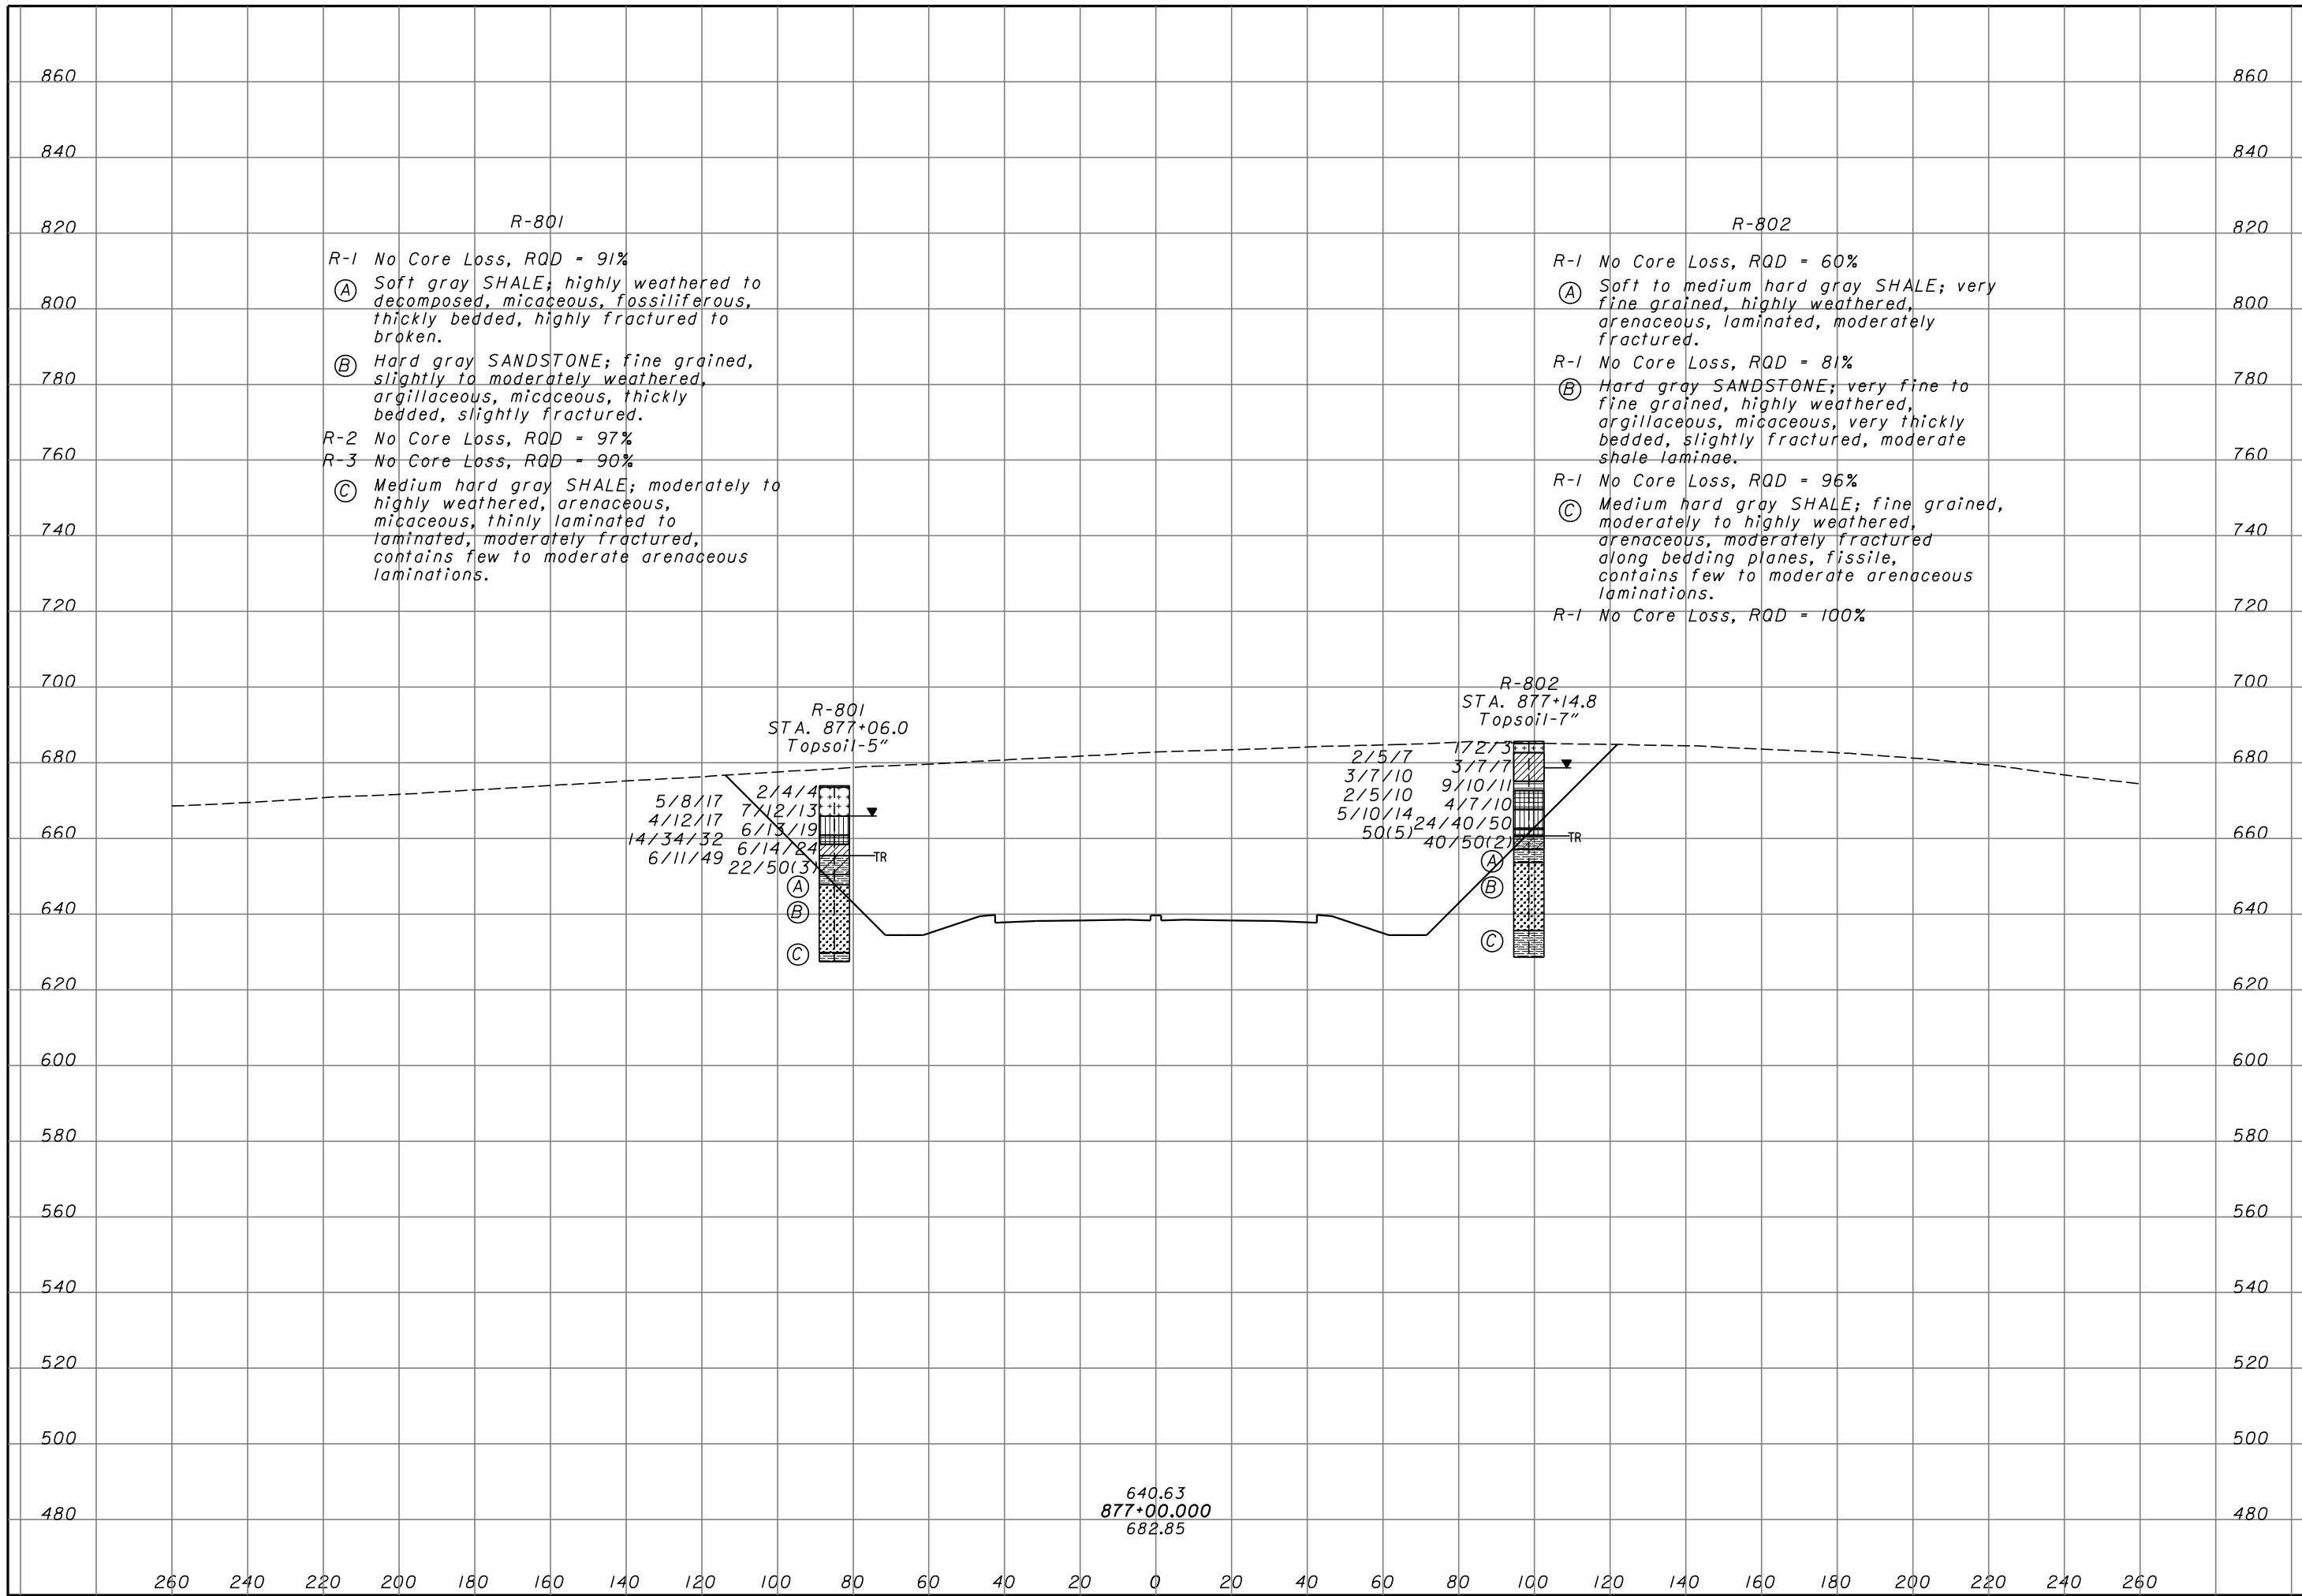 860 860
840 840
820 820
800 800
780 780
760 760
740 740
720 720
700 700
680 680
660 660
640 640
620 620
600 600
580 580
560 560
540 540
520 520
500 500
480 480
R-801
R-1 No Core Loss, RQD = 91%
A Soft gray SHALE; highly weathered to
decomposed, micaceous, fossiliferous,
thickly bedded, highly fractured to
broken.
B Hard gray SANDSTONE; fine grained,
slightly to moderately weathered,
argillaceous, micaceous, thickly
bedded, slightly fractured.
R-2 No Core Loss, RQD = 97%
R-3 No Core Loss, RQD = 90%
C Medium hard gray SHALE; moderately to
highly weathered, arenaceous,
micaceous, thinly laminated to
laminated, moderately fractured,
contains few to moderate arenaceous
laminations.
R-802
R-1 No Core Loss, RQD = 60%
A Soft to medium hard gray SHALE; very
fine grained, highly weathered,
arenaceous, laminated, moderately
fractured.
R-1 No Core Loss, RQD = 81%
B Hard gray SANDSTONE; very fine to
fine grained, highly weathered,
argillaceous, micaceous, very thickly
bedded, slightly fractured, moderate
shale laminae.
R-1 No Core Loss, RQD = 96%
C Medium hard gray SHALE; fine grained,
moderately to highly weathered,
arenaceous, moderately fractured
along bedding planes, fissile,
contains few to moderate arenaceous
laminations.
R-1 No Core Loss, RQD = 100%
R-801
STA. 877+06.0
Topsoil-5"
2/4/4
5/8/17
7/12/13
4/12/17
6/13/19
14/34/32
6/14/24
6/11/49
22/50(3)
TR
A
B
C
R-802
STA. 877+14.8
Topsoil-7"
1/2/3
2/5/7
3/7/7
3/7/10
9/10/11
2/5/10
4/7/10
5/10/14
24/40/50
50(5)
40/50(2)
TR
A
B
C
640.63
877+00.000
682.85
260 240 220 200 180 160 140 120 100 80 60 40 20 0 20 40 60 80 100 120 140 160 180 200 220 240 260